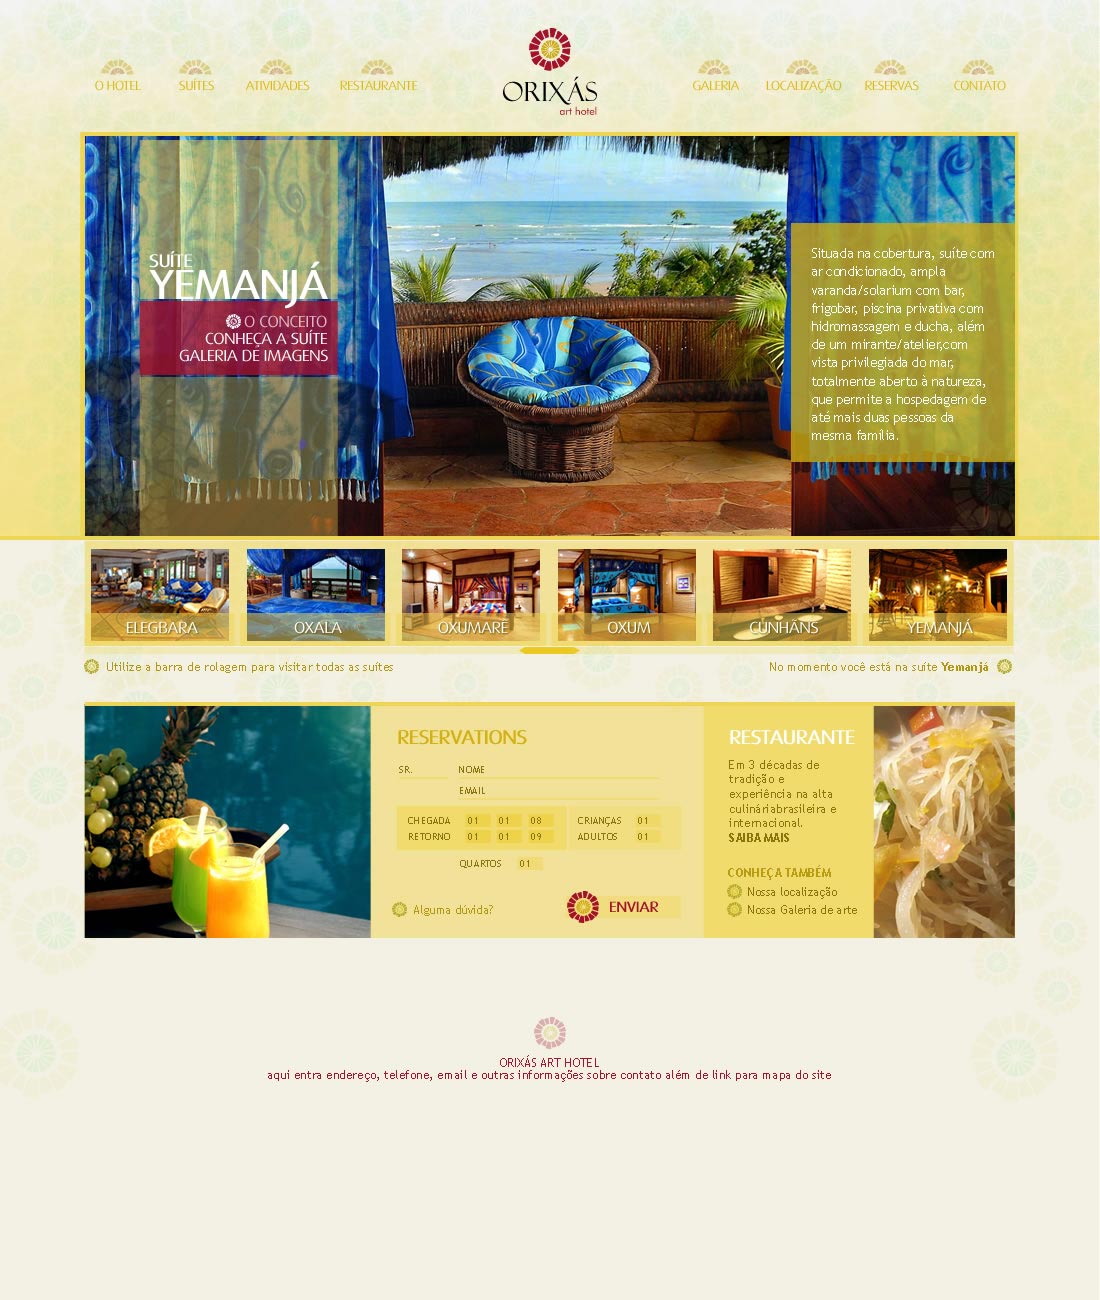 O HOTEL
SUÍTES
ATIVIDADES
RESTAURANTE
ORIXÁS
art hotel
GALERIA
LOCALIZAÇÃO
RESERVAS
CONTATO
SUÍTE
YEMANJÁ
O CONCEITO
CONHEÇA A SUÍTE
GALERIA DE IMAGENS
Situada na cobertura, suíte com
ar condicionado, ampla
varanda/solarium com bar,
frigobar, piscina privativa com
hidromassagem e ducha, além
de um mirante/atelier,com
vista privilegiada do mar,
totalmente aberto à natureza,
que permite a hospedagem de
até mais duas pessoas da
mesma família.
ELEGBARA
OXALA
OXUMARÉ
OXUM
CUNHÃNS
YEMANJÁ
Utilize a barra de rolagem para visitar todas as suítes
No momento você está na suíte Yemanjá
RESERVATIONS
SR. NOME
EMAIL
CHEGADA 01 01 08 CRIANÇAS 01
RETORNO 01 01 09 ADULTOS 01
QUARTOS 01
Alguma dúvida?
ENVIAR
RESTAURANTE
Em 3 décadas de
tradição e
experiência na alta
culináriabrasileira e
internacional.
SAIBA MAIS
CONHEÇA TAMBÉM
Nossa localização
Nossa Galeria de arte
ORIXÁS ART HOTEL
aqui entra endereço, telefone, email e outras informações sobre contato além de link para mapa do site